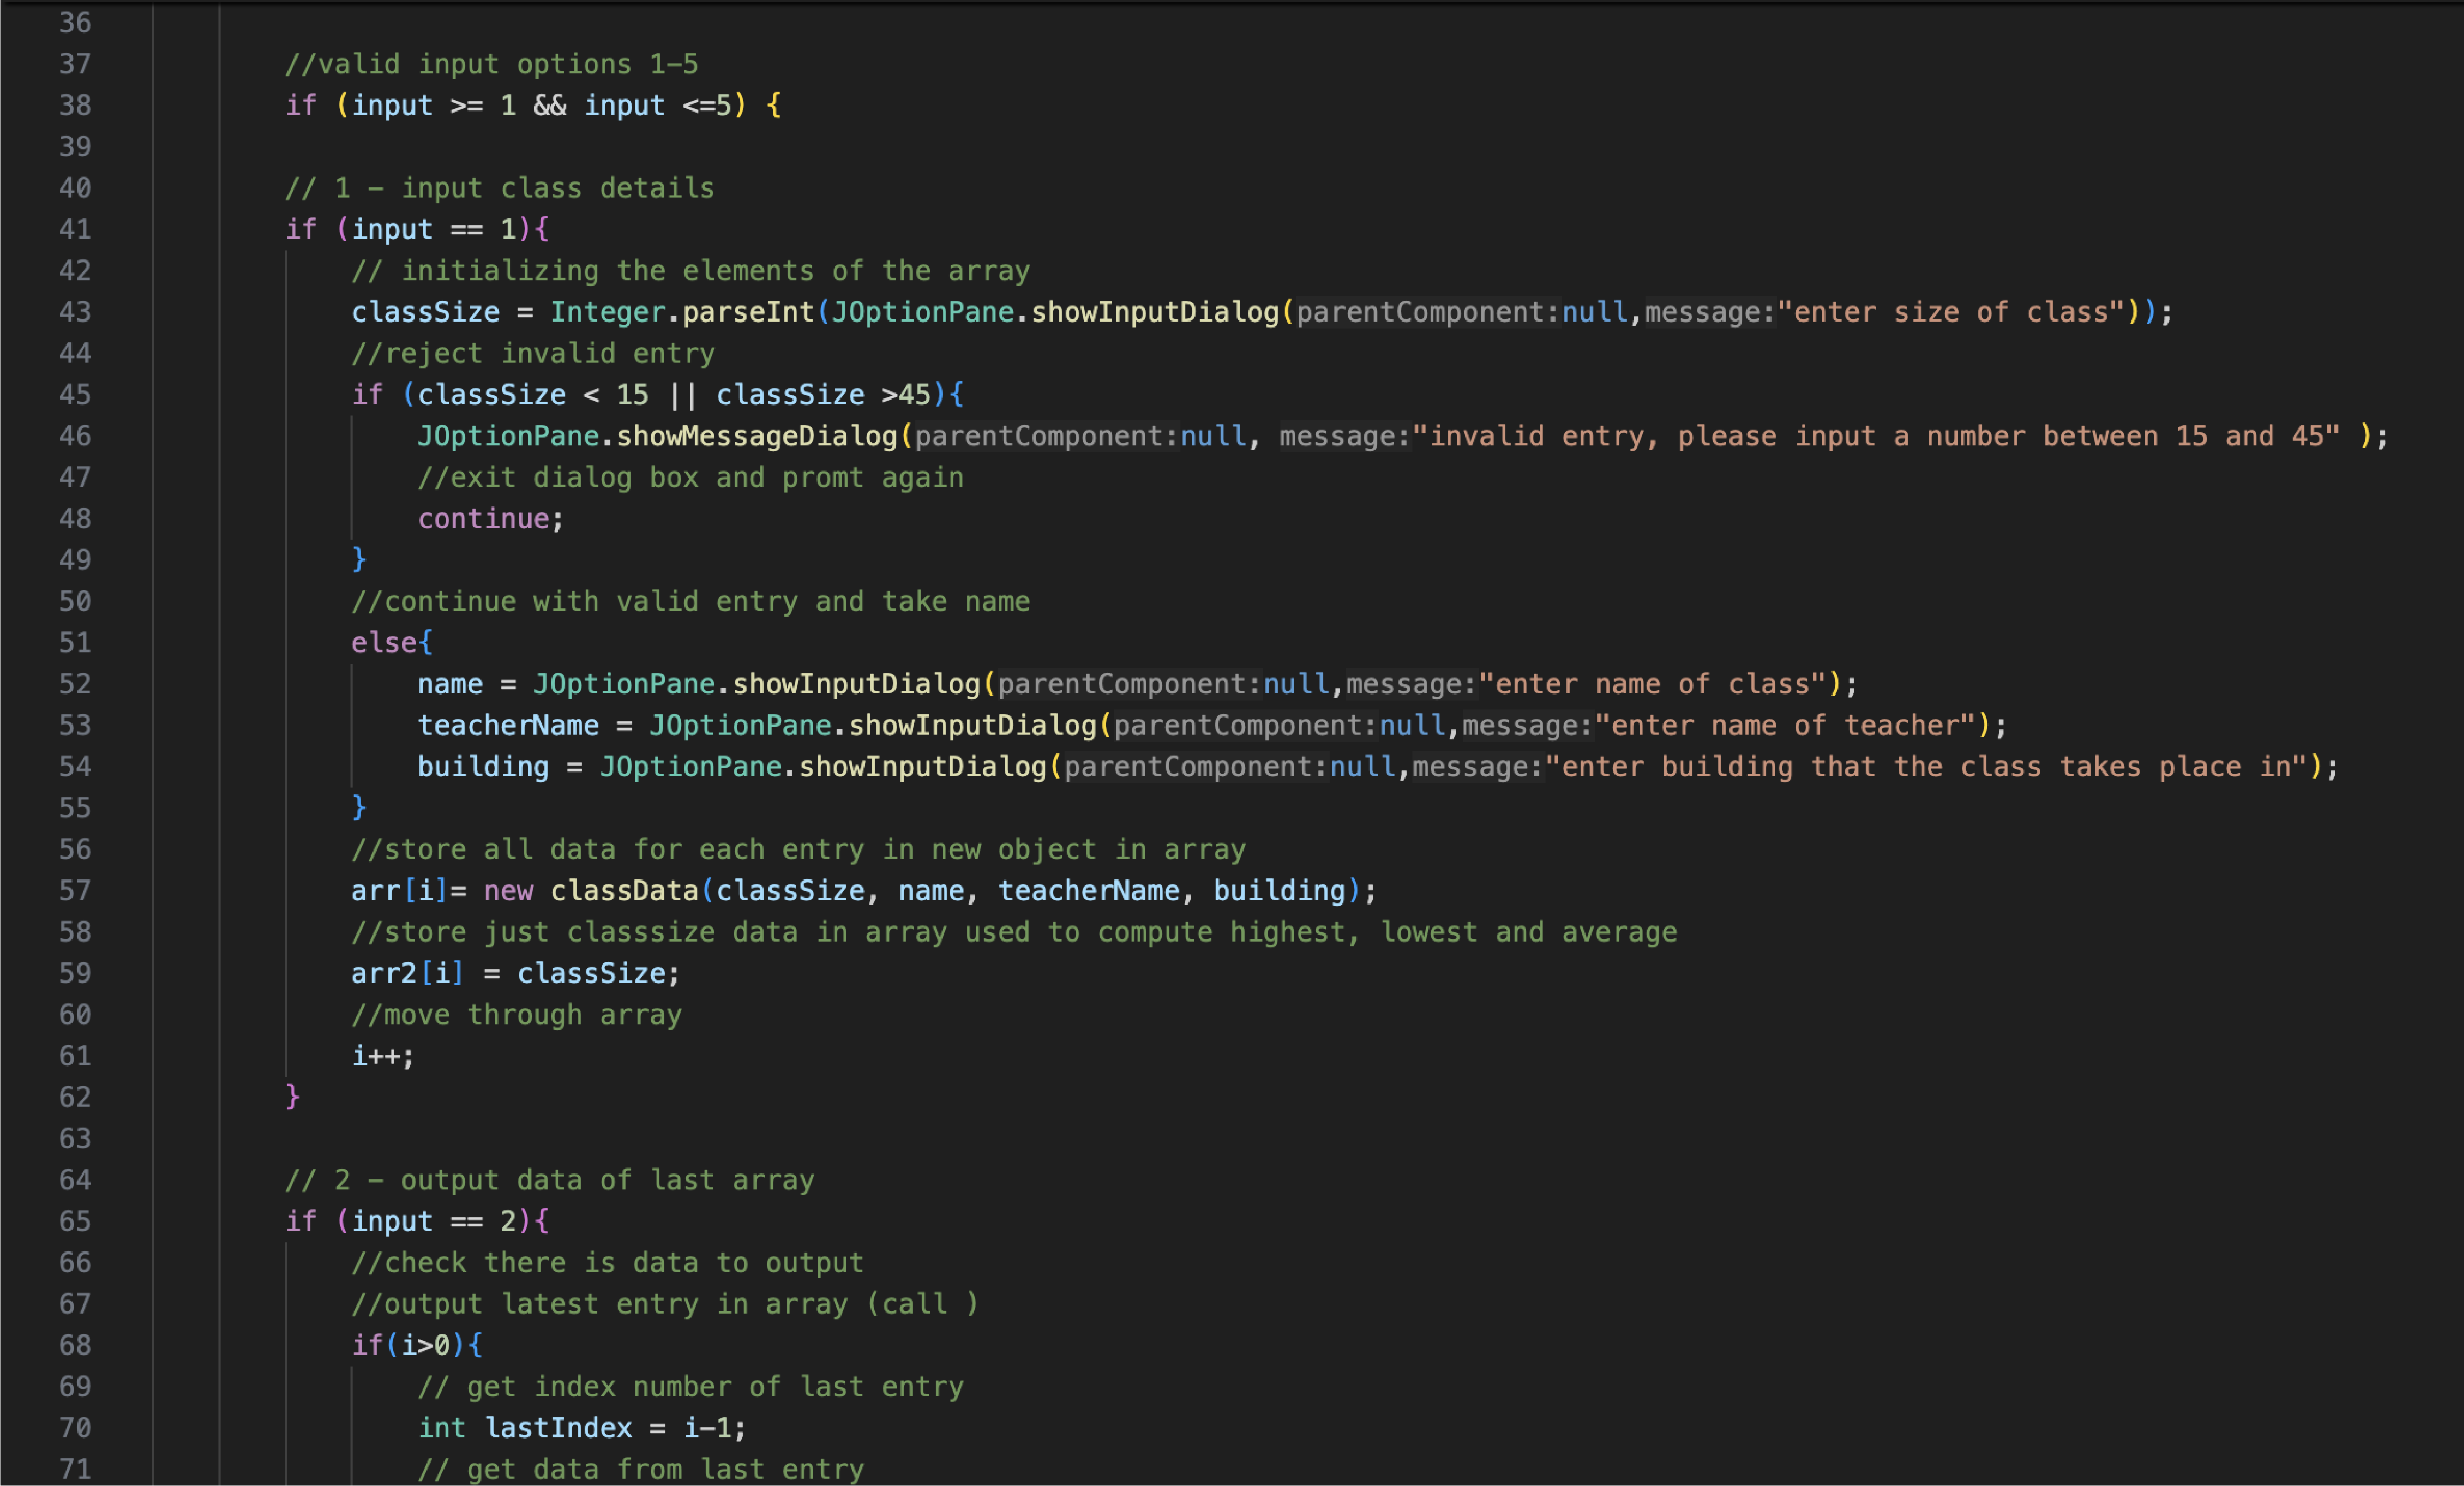 36
37 //valid input options 1-5
38 if (input >= 1 && input <=5) {
39
40 // 1 - input class details
41 if (input == 1){
42 // initializing the elements of the array
43 classSize = Integer.parseInt(JOptionPane.showInputDialog(parentComponent:null,message:"enter size of class"));
44 //reject invalid entry
45 if (classSize < 15 || classSize >45){
46 JOptionPane.showMessageDialog(parentComponent:null, message:"invalid entry, please input a number between 15 and 45" );
47 //exit dialog box and promt again
48 continue;
49 }
50 //continue with valid entry and take name
51 else{
52 name = JOptionPane.showInputDialog(parentComponent:null,message:"enter name of class");
53 teacherName = JOptionPane.showInputDialog(parentComponent:null,message:"enter name of teacher");
54 building = JOptionPane.showInputDialog(parentComponent:null,message:"enter building that the class takes place in");
55 }
56 //store all data for each entry in new object in array
57 arr[i]= new classData(classSize, name, teacherName, building);
58 //store just classsize data in array used to compute highest, lowest and average
59 arr2[i] = classSize;
60 //move through array
61 i++;
62 }
63
64 // 2 - output data of last array
65 if (input == 2){
66 //check there is data to output
67 //output latest entry in array (call )
68 if(i>0){
69 // get index number of last entry
70 int lastIndex = i-1;
71 // get data from last entry